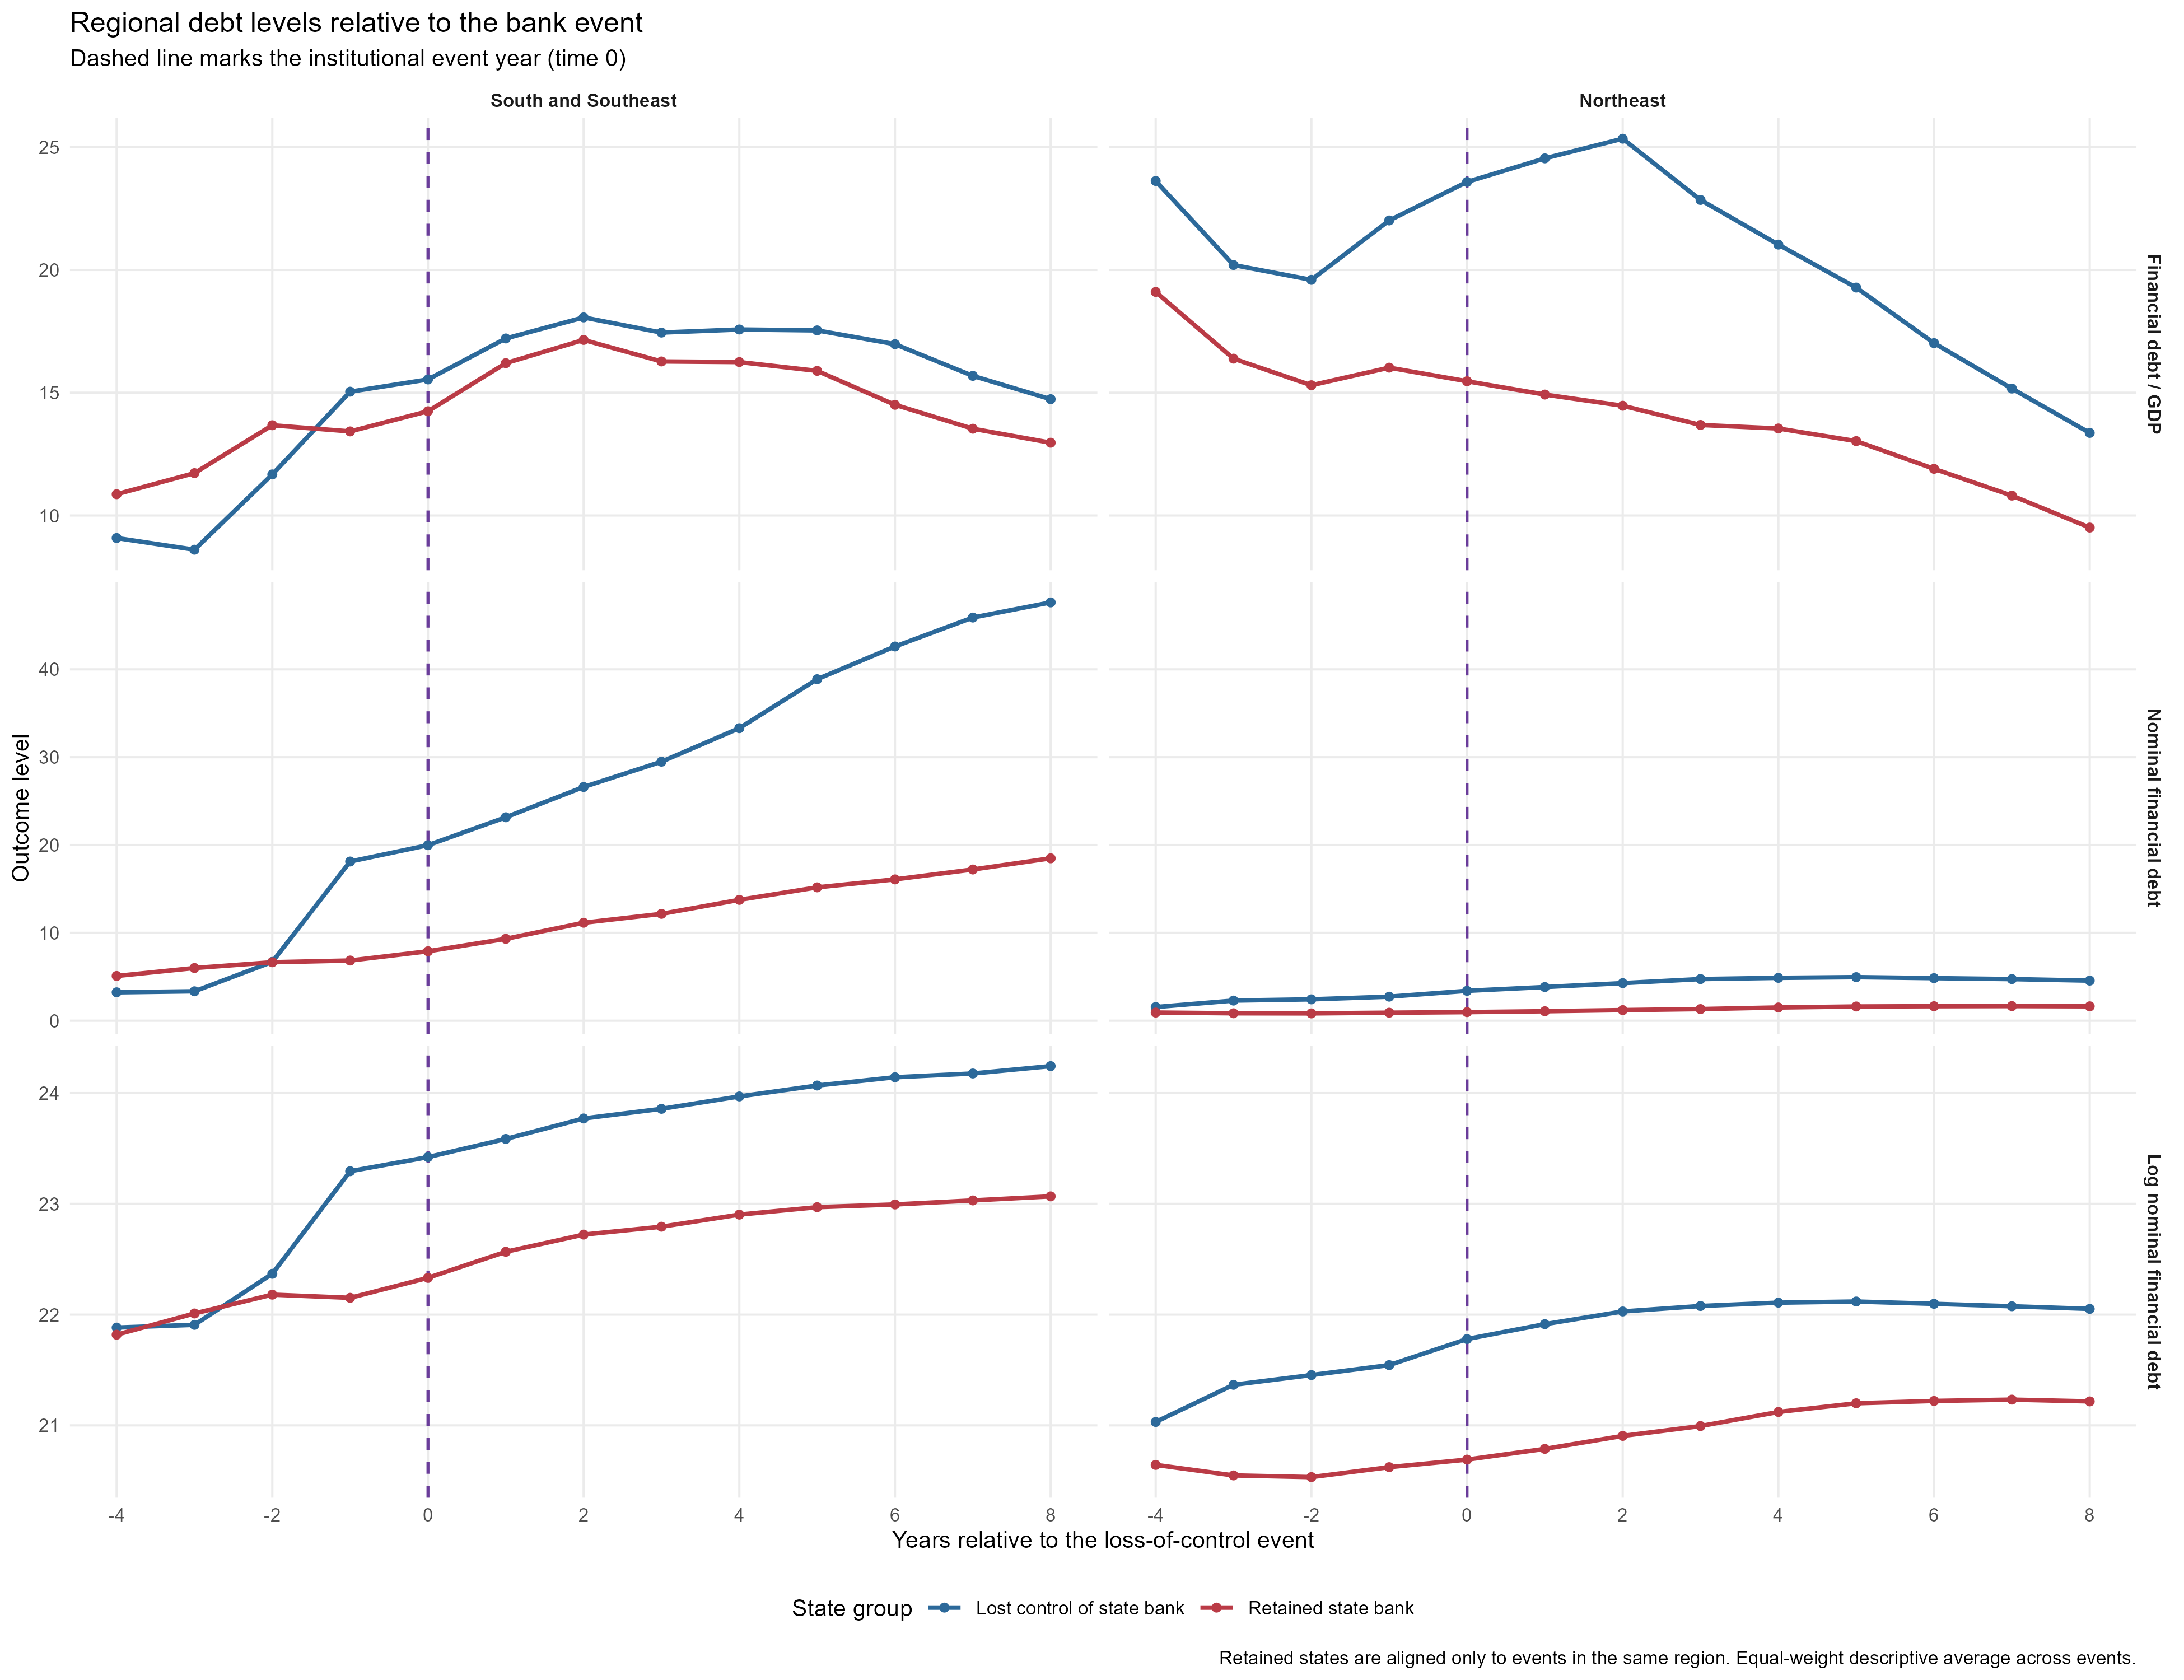 Regional debt levels relative to the bank event
Dashed line marks the institutional event year (time 0)
South and Southeast
Northeast
25
20
15
10
Financial debt / GDP
40
30
20
10
0
Nominal financial debt
24
23
22
21
Log nominal financial debt
Outcome level
-4 -2 0 2 4 6 8
-4 -2 0 2 4 6 8
Years relative to the loss-of-control event
State group Lost control of state bank Retained state bank
Retained states are aligned only to events in the same region. Equal-weight descriptive average across events.